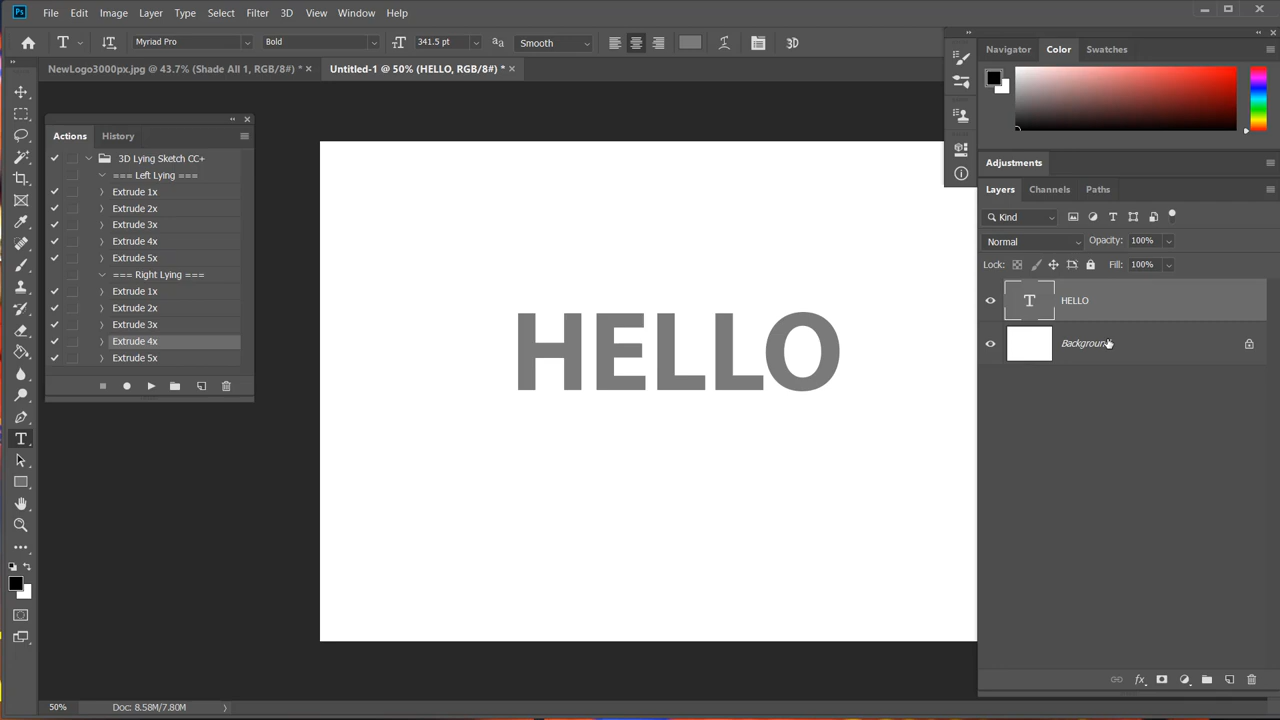 Ps File Edit Image Layer Type Select Filter 3D View Window Help
T Myriad Pro Bold T 341.5 pt aa Smooth 3D
NewLogo3000px.jpg @ 43.7% (Shade All 1, RGB/8#) * × Untitled-1 @ 50% (HELLO, RGB/8#) * ×
Actions History
3D Lying Sketch CC+
=== Left Lying ===
Extrude 1x
Extrude 2x
Extrude 3x
Extrude 4x
Extrude 5x
=== Right Lying ===
Extrude 1x
Extrude 2x
Extrude 3x
Extrude 4x
Extrude 5x
HELLO
Navigator Color Swatches
Adjustments
Layers Channels Paths
Kind T
Normal Opacity: 100%
Lock: Fill: 100%
T HELLO
Background
fx
T
50% Doc: 8.58M/7.80M